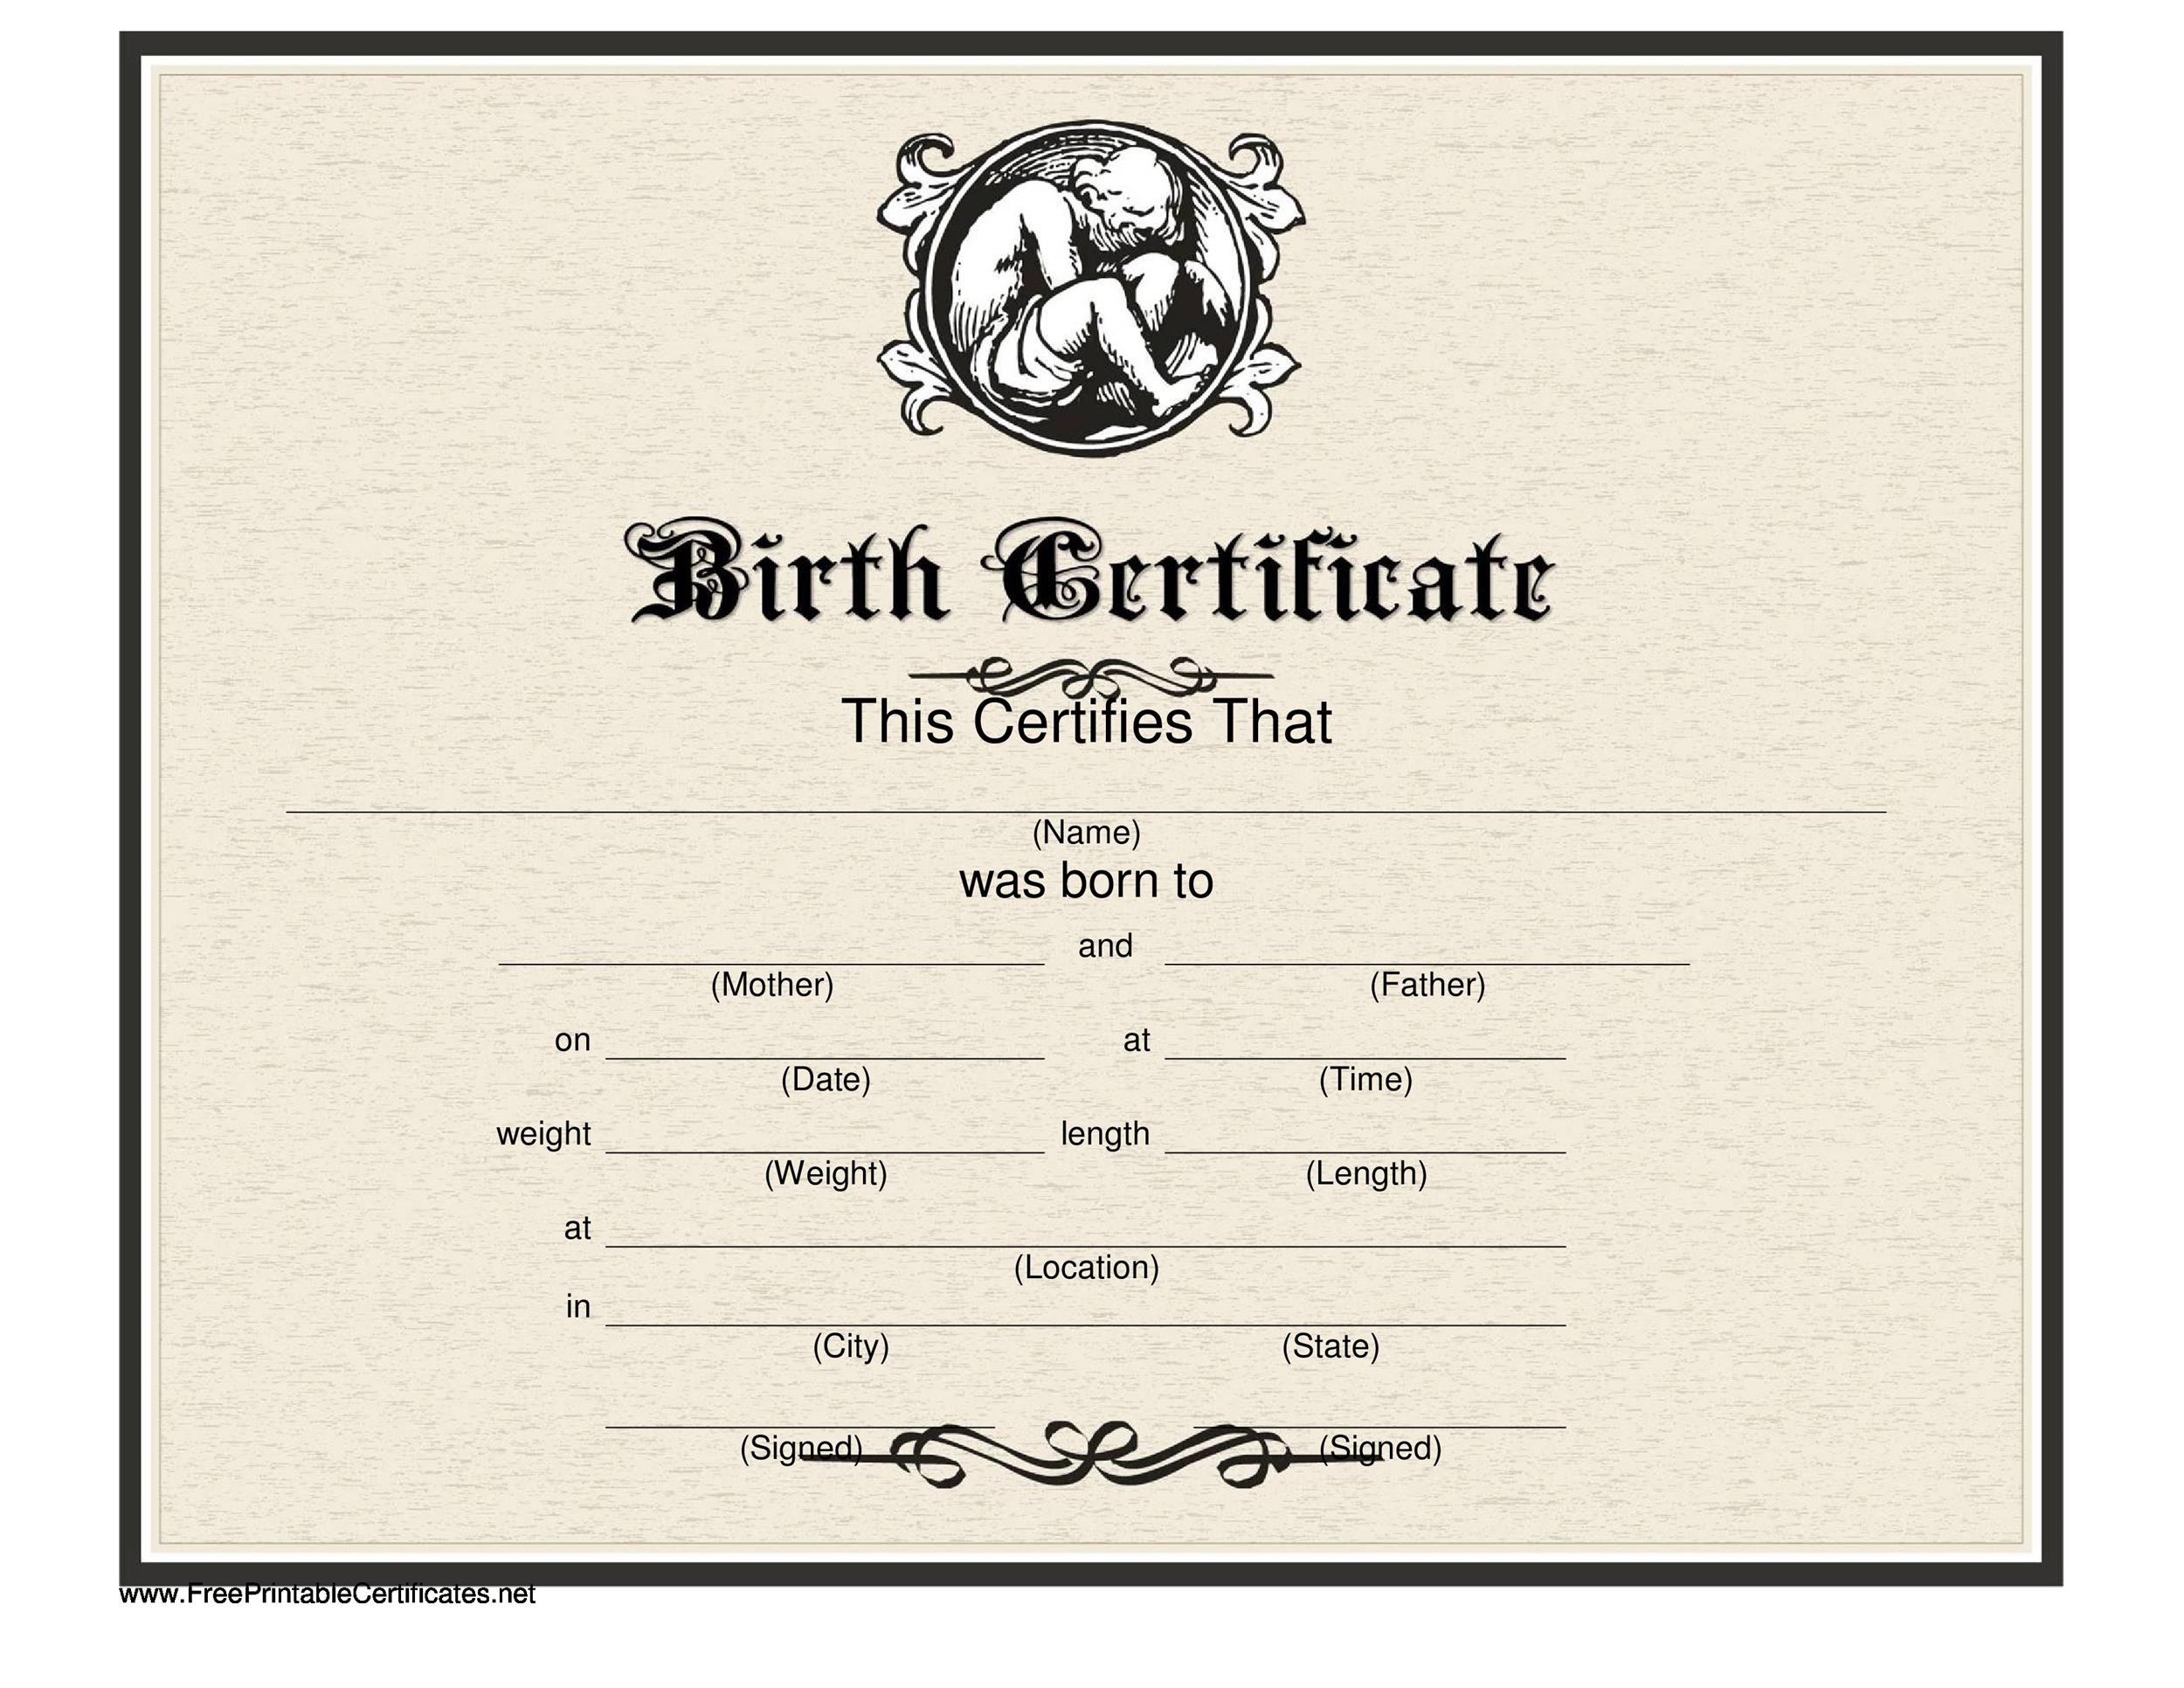 Birth Certificate
This Certifies That
(Name)
was born to
and
(Mother) (Father)
on at
(Date) (Time)
weight length
(Weight) (Length)
at
(Location)
in
(City) (State)
(Signed) (Signed)
www.FreePrintableCertificates.net